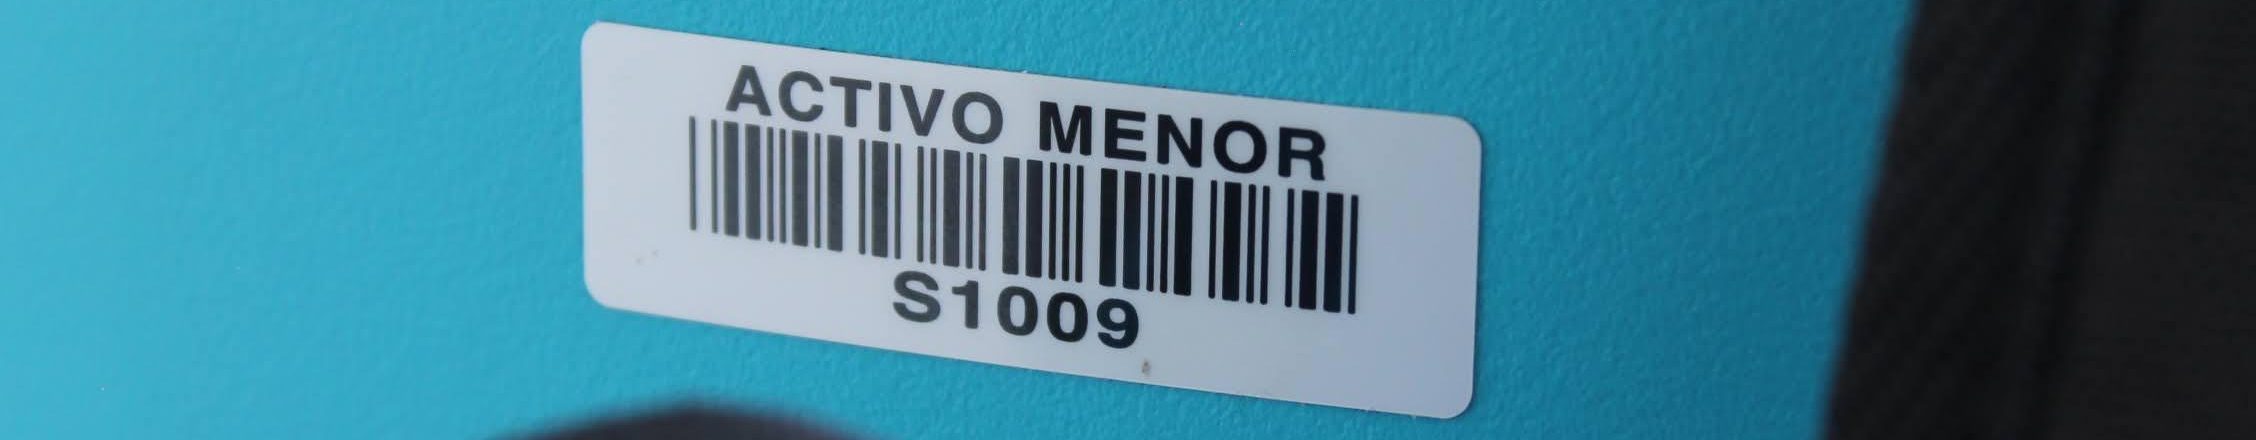 ACTIVO MENOR
S1009